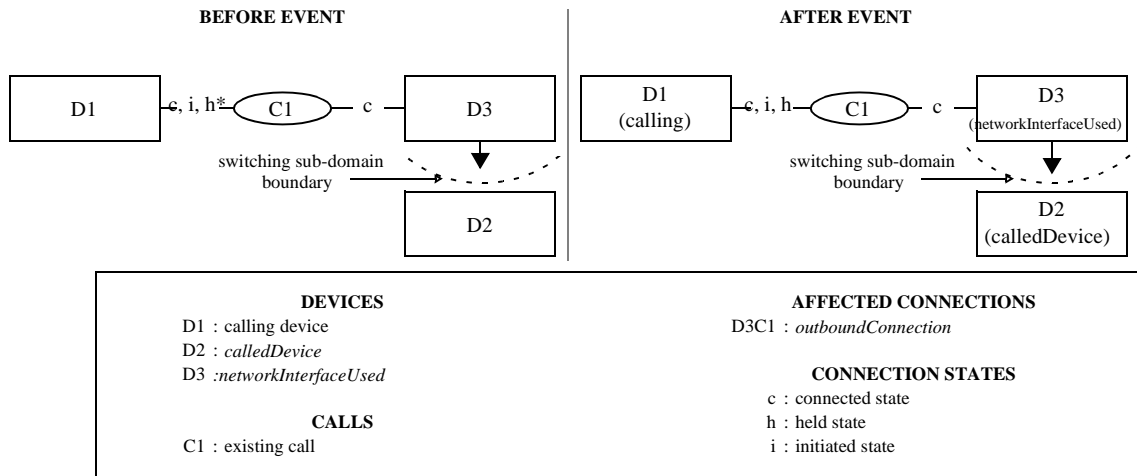 BEFORE EVENT
D1
c, i, h*
C1
c
D3
switching sub-domain
boundary
D2
AFTER EVENT
D1
(calling)
c, i, h
C1
c
D3
(networkInterfaceUsed)
switching sub-domain
boundary
D2
(calledDevice)
DEVICES
D1 : calling device
D2 : calledDevice
D3 :networkInterfaceUsed
CALLS
C1 : existing call
AFFECTED CONNECTIONS
D3C1 : outboundConnection
CONNECTION STATES
c : connected state
h : held state
i : initiated state